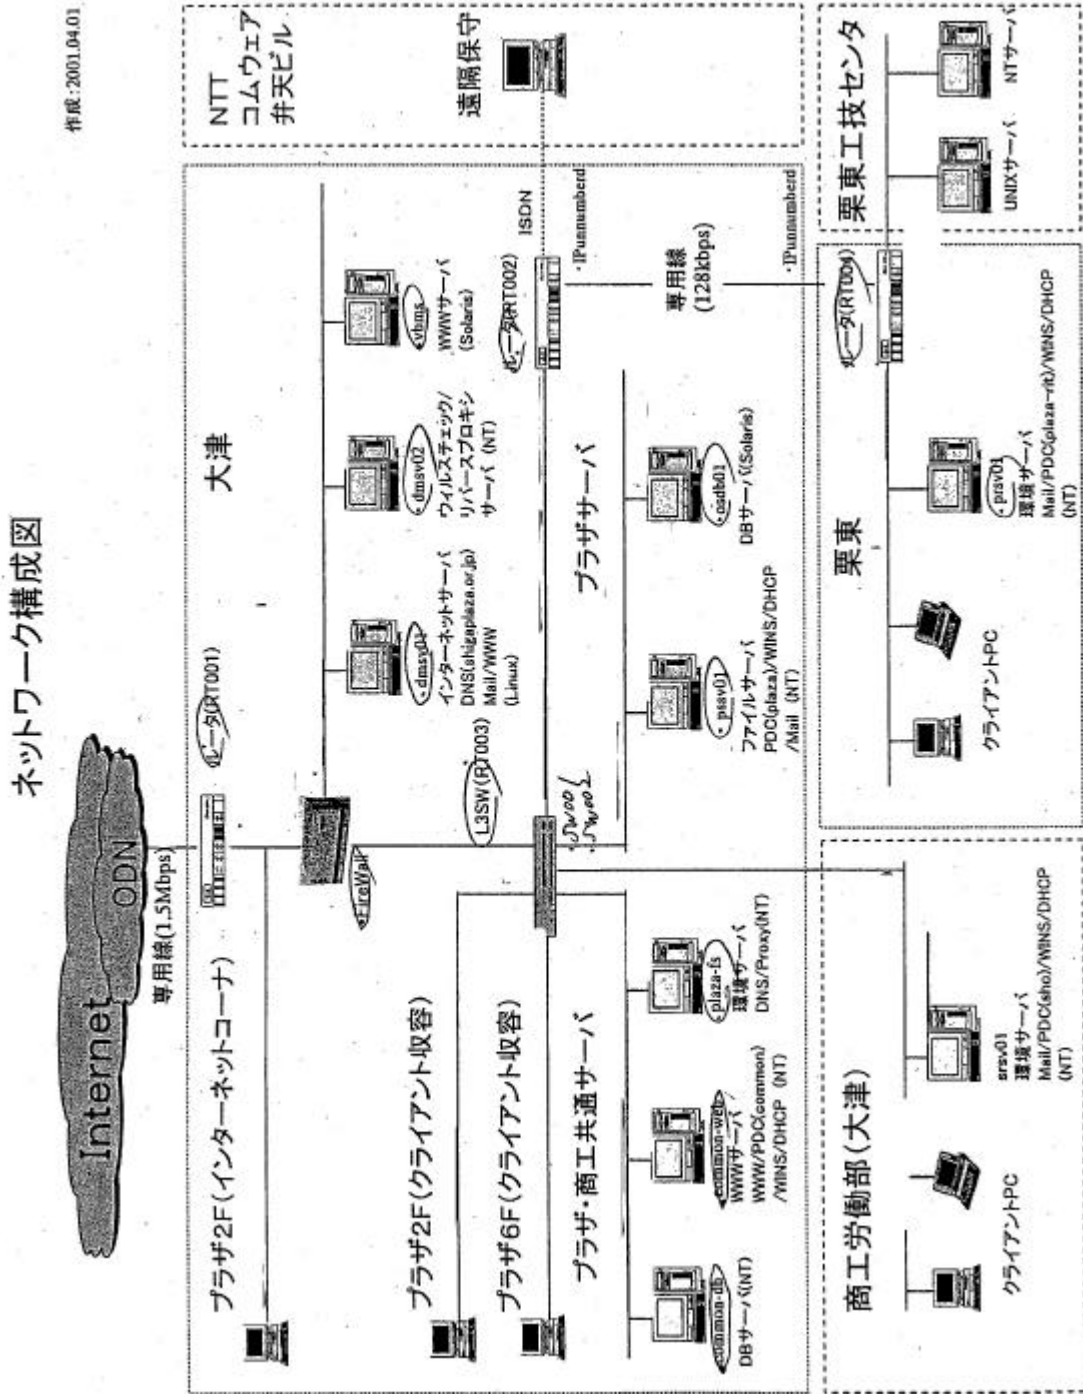 ネットワーク構成図
作成:2001.04.01
Internet
ODN
専用線(1.5Mbps)
ルータ(RT001)
プラザ2F(インターネットコーナ)
大津
FireWall
dmsv01
インターネットサーバ
DNS(shigaplaza.or.jp)
Mail/WWW
(Linux)
dmsv02
ウィルスチェック/
リバースプロキシ
サーバ (NT)
WWWサーバ
(Solaris)
NTT
コムウェア
弁天ビル
遠隔保守
プラザ2F(クライアント収容)
プラザ6F(クライアント収容)
L3SW(RT003)
・SW001
・SW002
ルータ(RT002)
ISDN
・IPunnumberd
専用線
(128kbps)
・IPunnumberd
プラザ・商工共通サーバ
common-db
DBサーバ(NT)
common-web
WWWサーバ
WWW/PDC(common)
/WINS/DHCP (NT)
・plaza-fs
環境サーバ
DNS/Proxy(NT)
プラザサーバ
・pssv01
ファイルサーバ
PDC(plaza)/WINS/DHCP
/Mail (NT)
・osdb01
DBサーバ(Solaris)
商工労働部(大津)
クライアントPC
srsv01
環境サーバ
Mail/PDC(sho)/WINS/DHCP
(NT)
栗東
ルータ(RT004)
クライアントPC
・prsv01
環境サーバ
Mail/PDC(plaza-rit)/WINS/DHCP
(NT)
栗東工技センタ
UNIXサーバ
NTサーバ